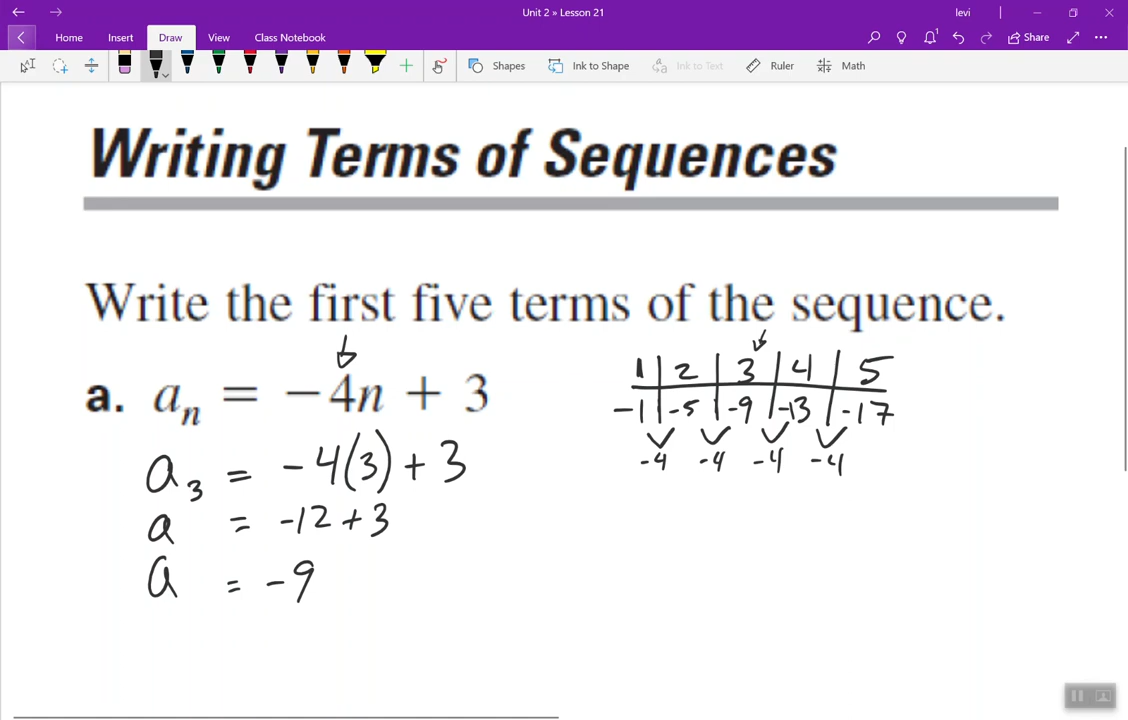 Unit 2 » Lesson 21
levi
Home Insert Draw View Class Notebook
Share
Shapes Ink to Shape Ink to Text Ruler Math
Writing Terms of Sequences
Write the first five terms of the sequence.
a. aₙ = −4n + 3
1 2 3 4 5
-1 -5 -9 -13 -17
-4 -4 -4 -4
a₃ = -4(3) + 3
a = -12 + 3
a = -9